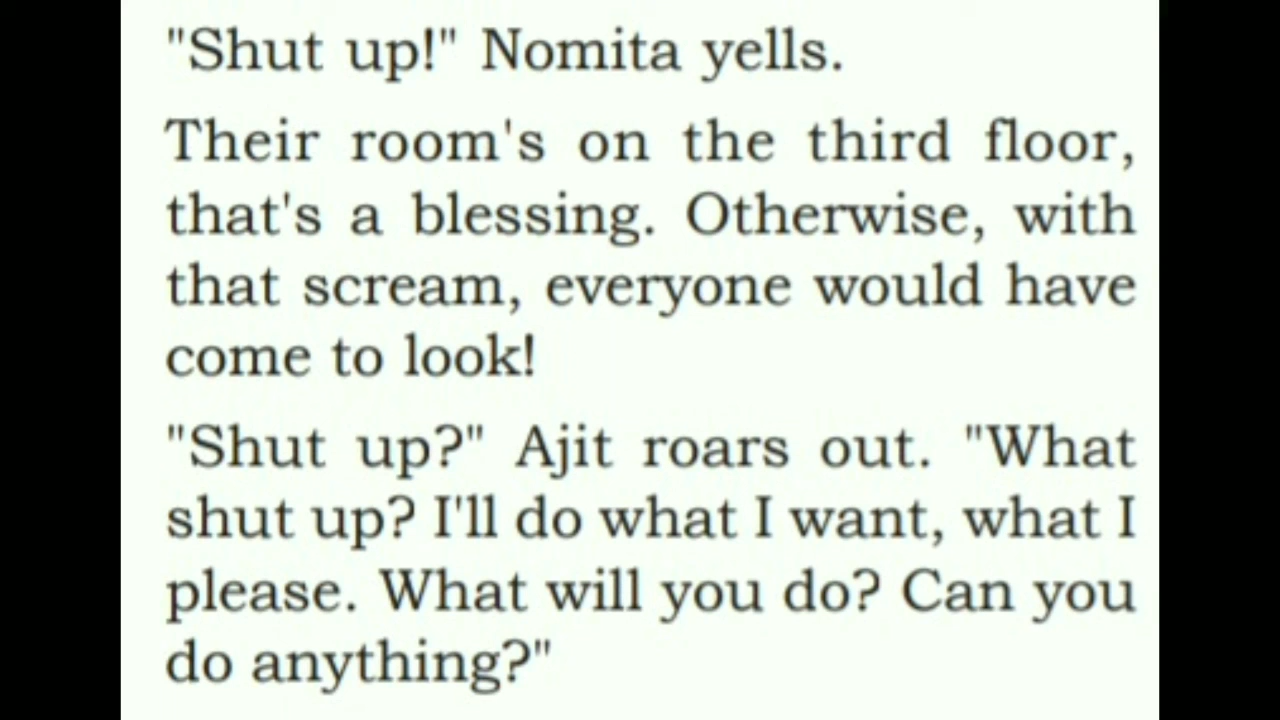 "Shut up!" Nomita yells.
Their room's on the third floor,
that's a blessing. Otherwise, with
that scream, everyone would have
come to look!
"Shut up?" Ajit roars out. "What
shut up? I'll do what I want, what I
please. What will you do? Can you
do anything?"